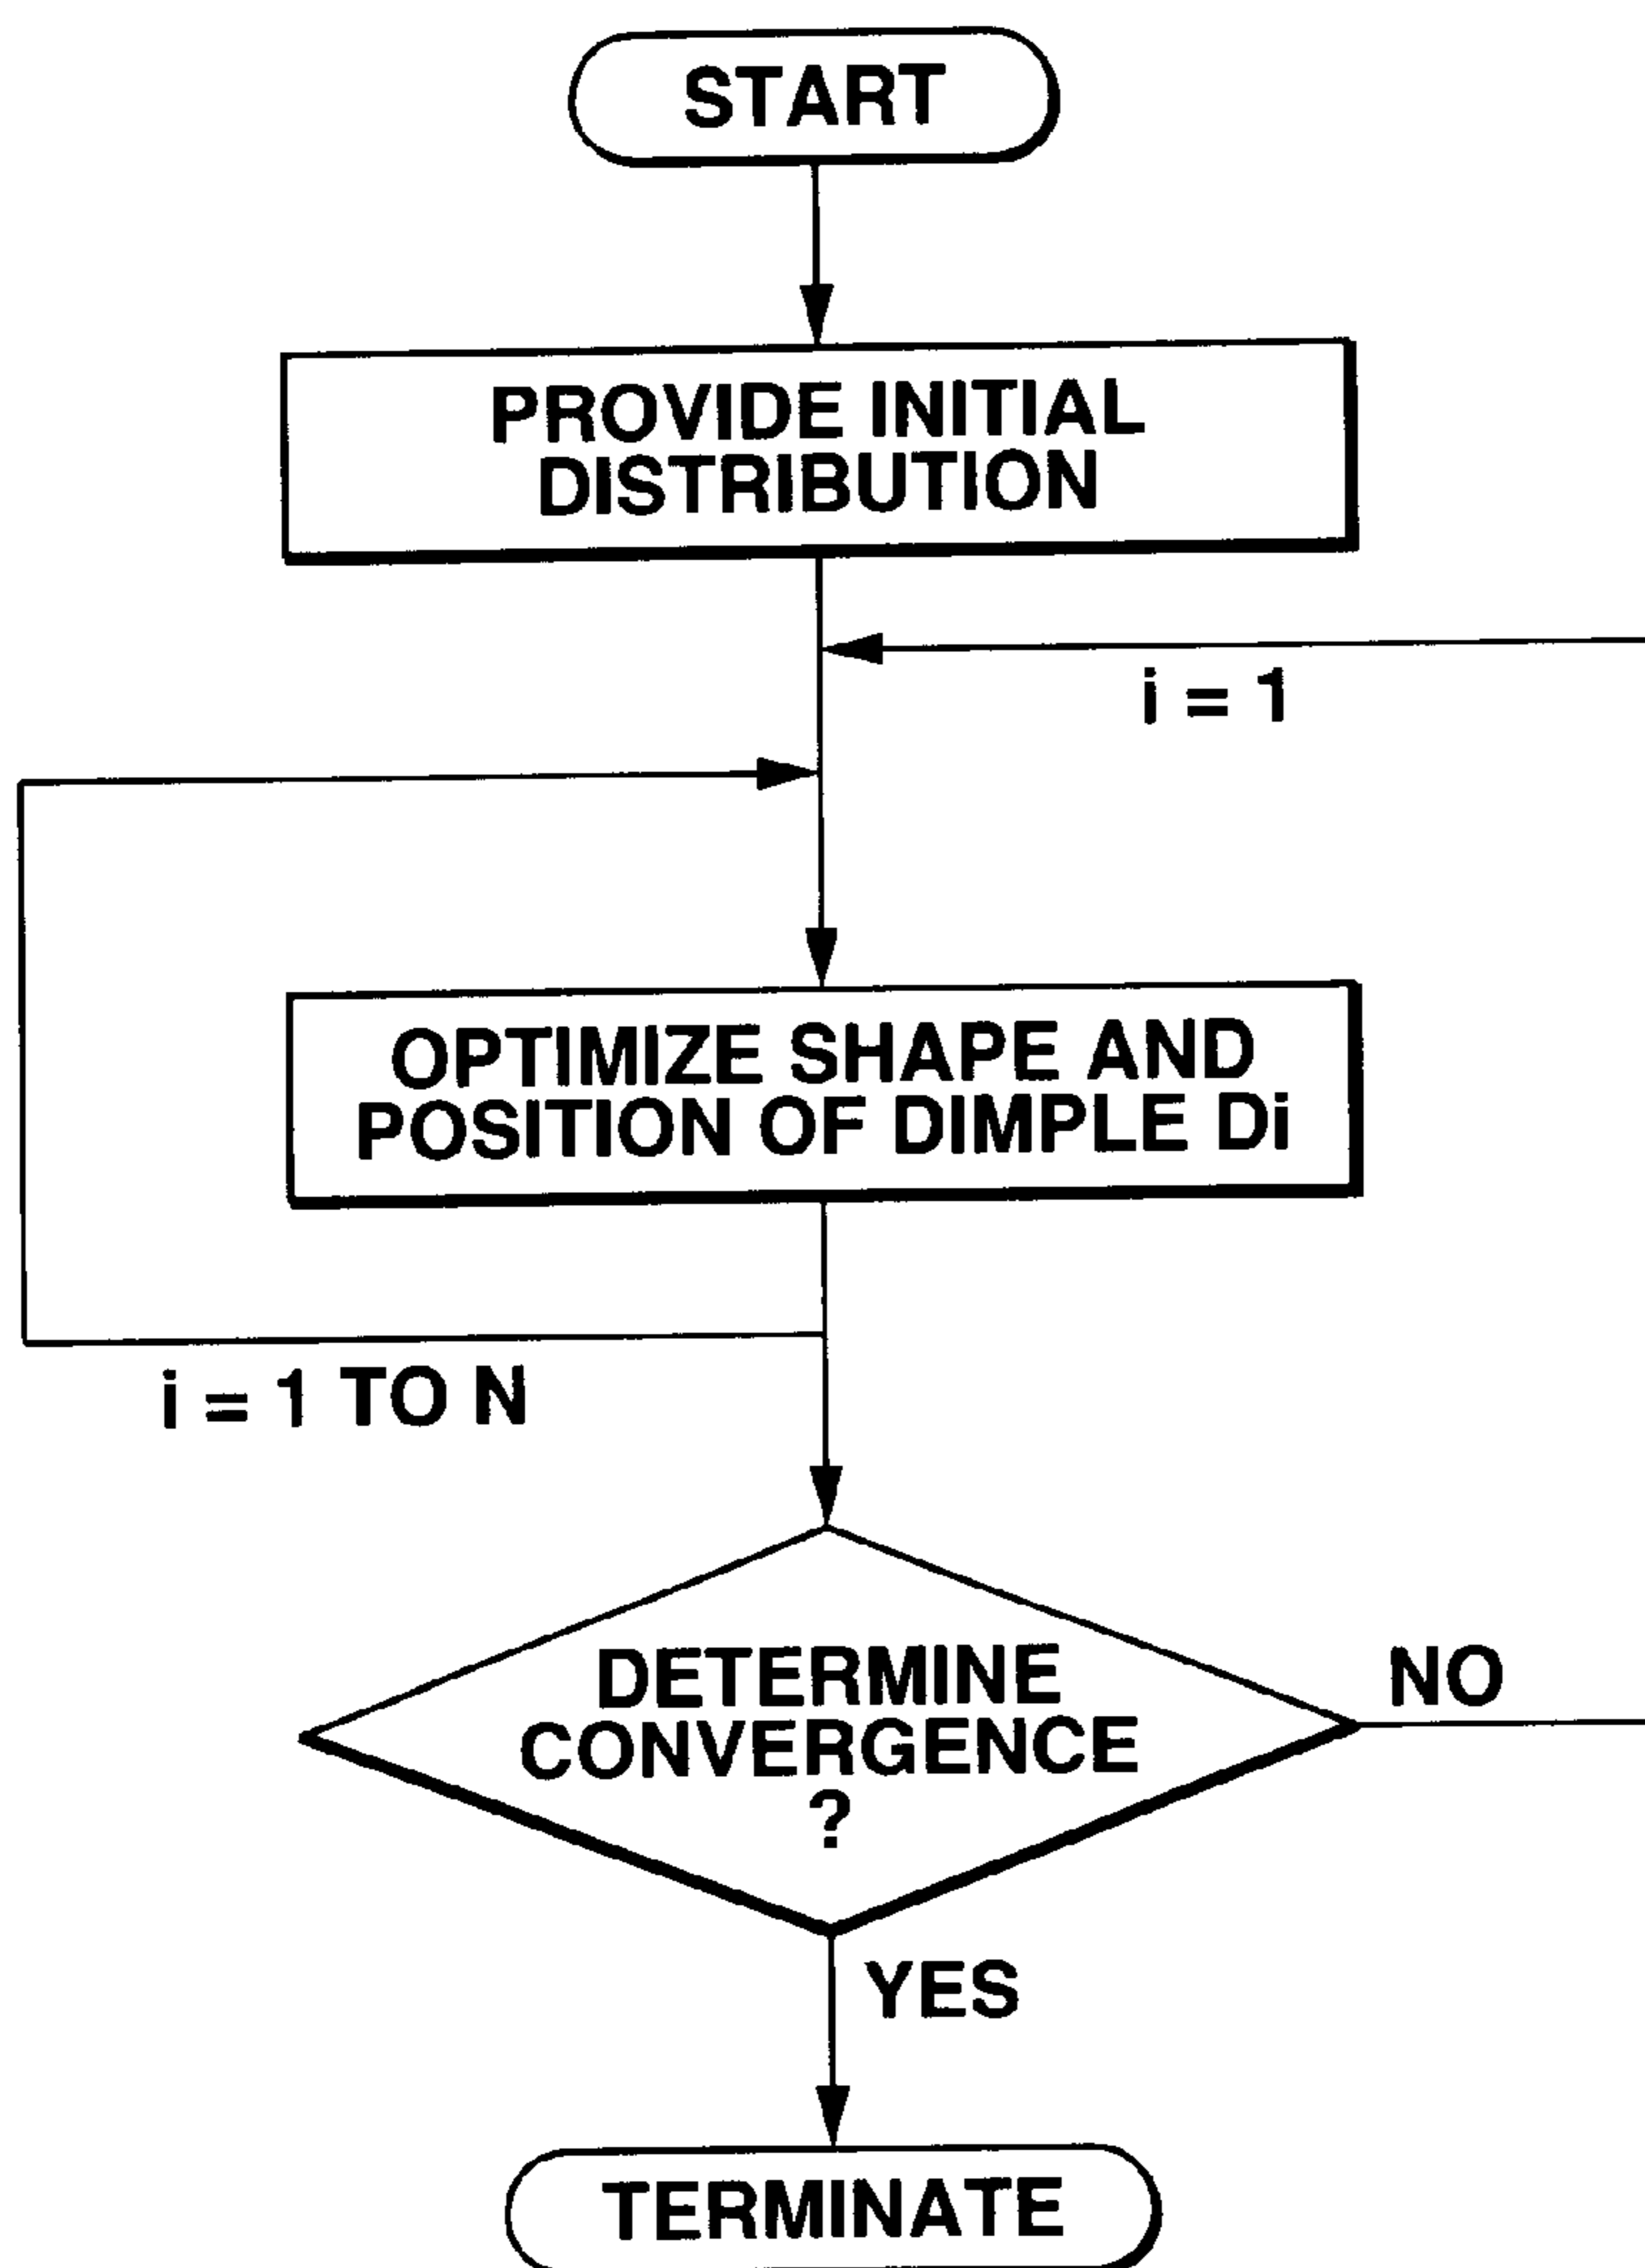 START
PROVIDE INITIAL
DISTRIBUTION
i = 1
OPTIMIZE SHAPE AND
POSITION OF DIMPLE Di
i = 1 TO N
DETERMINE
CONVERGENCE
?
NO
YES
TERMINATE